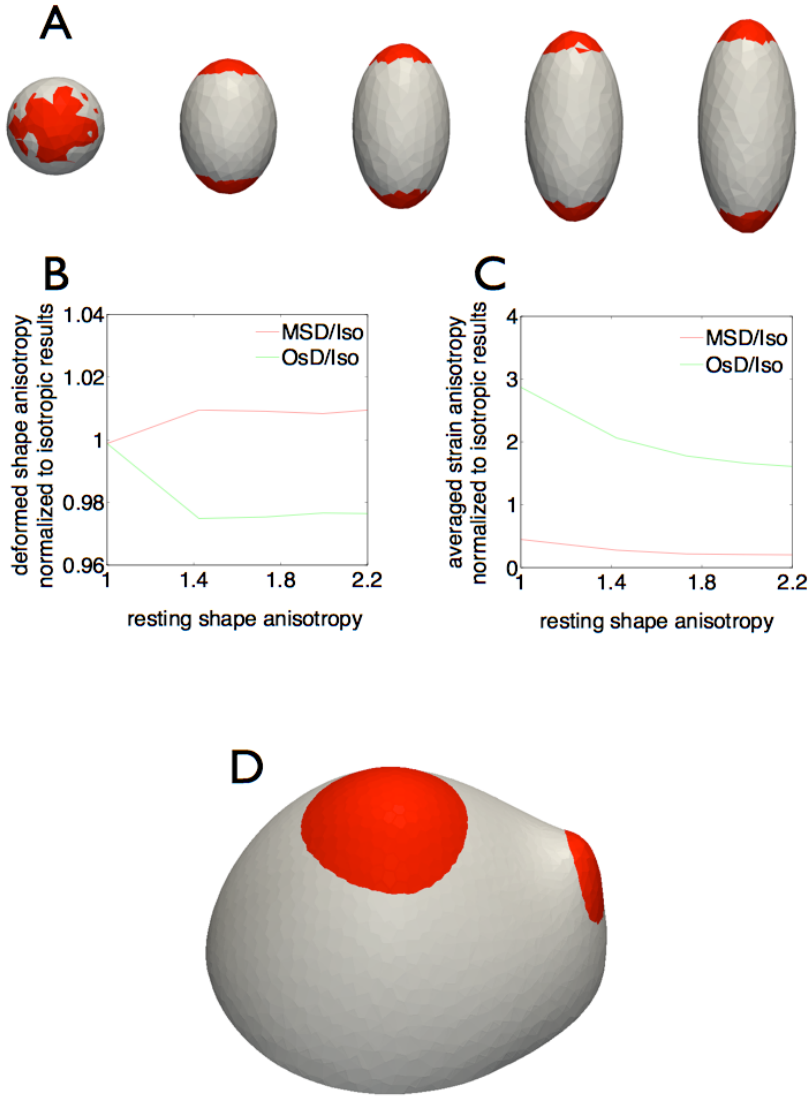 A
B
1.04
1.02
1
0.98
0.96
deformed shape anisotropy
normalized to isotropic results
MSD/Iso
OsD/Iso
1 1.4 1.8 2.2
resting shape anisotropy
C
4
3
2
1
0
averaged strain anisotropy
normalized to isotropic results
MSD/Iso
OsD/Iso
1 1.4 1.8 2.2
resting shape anisotropy
D